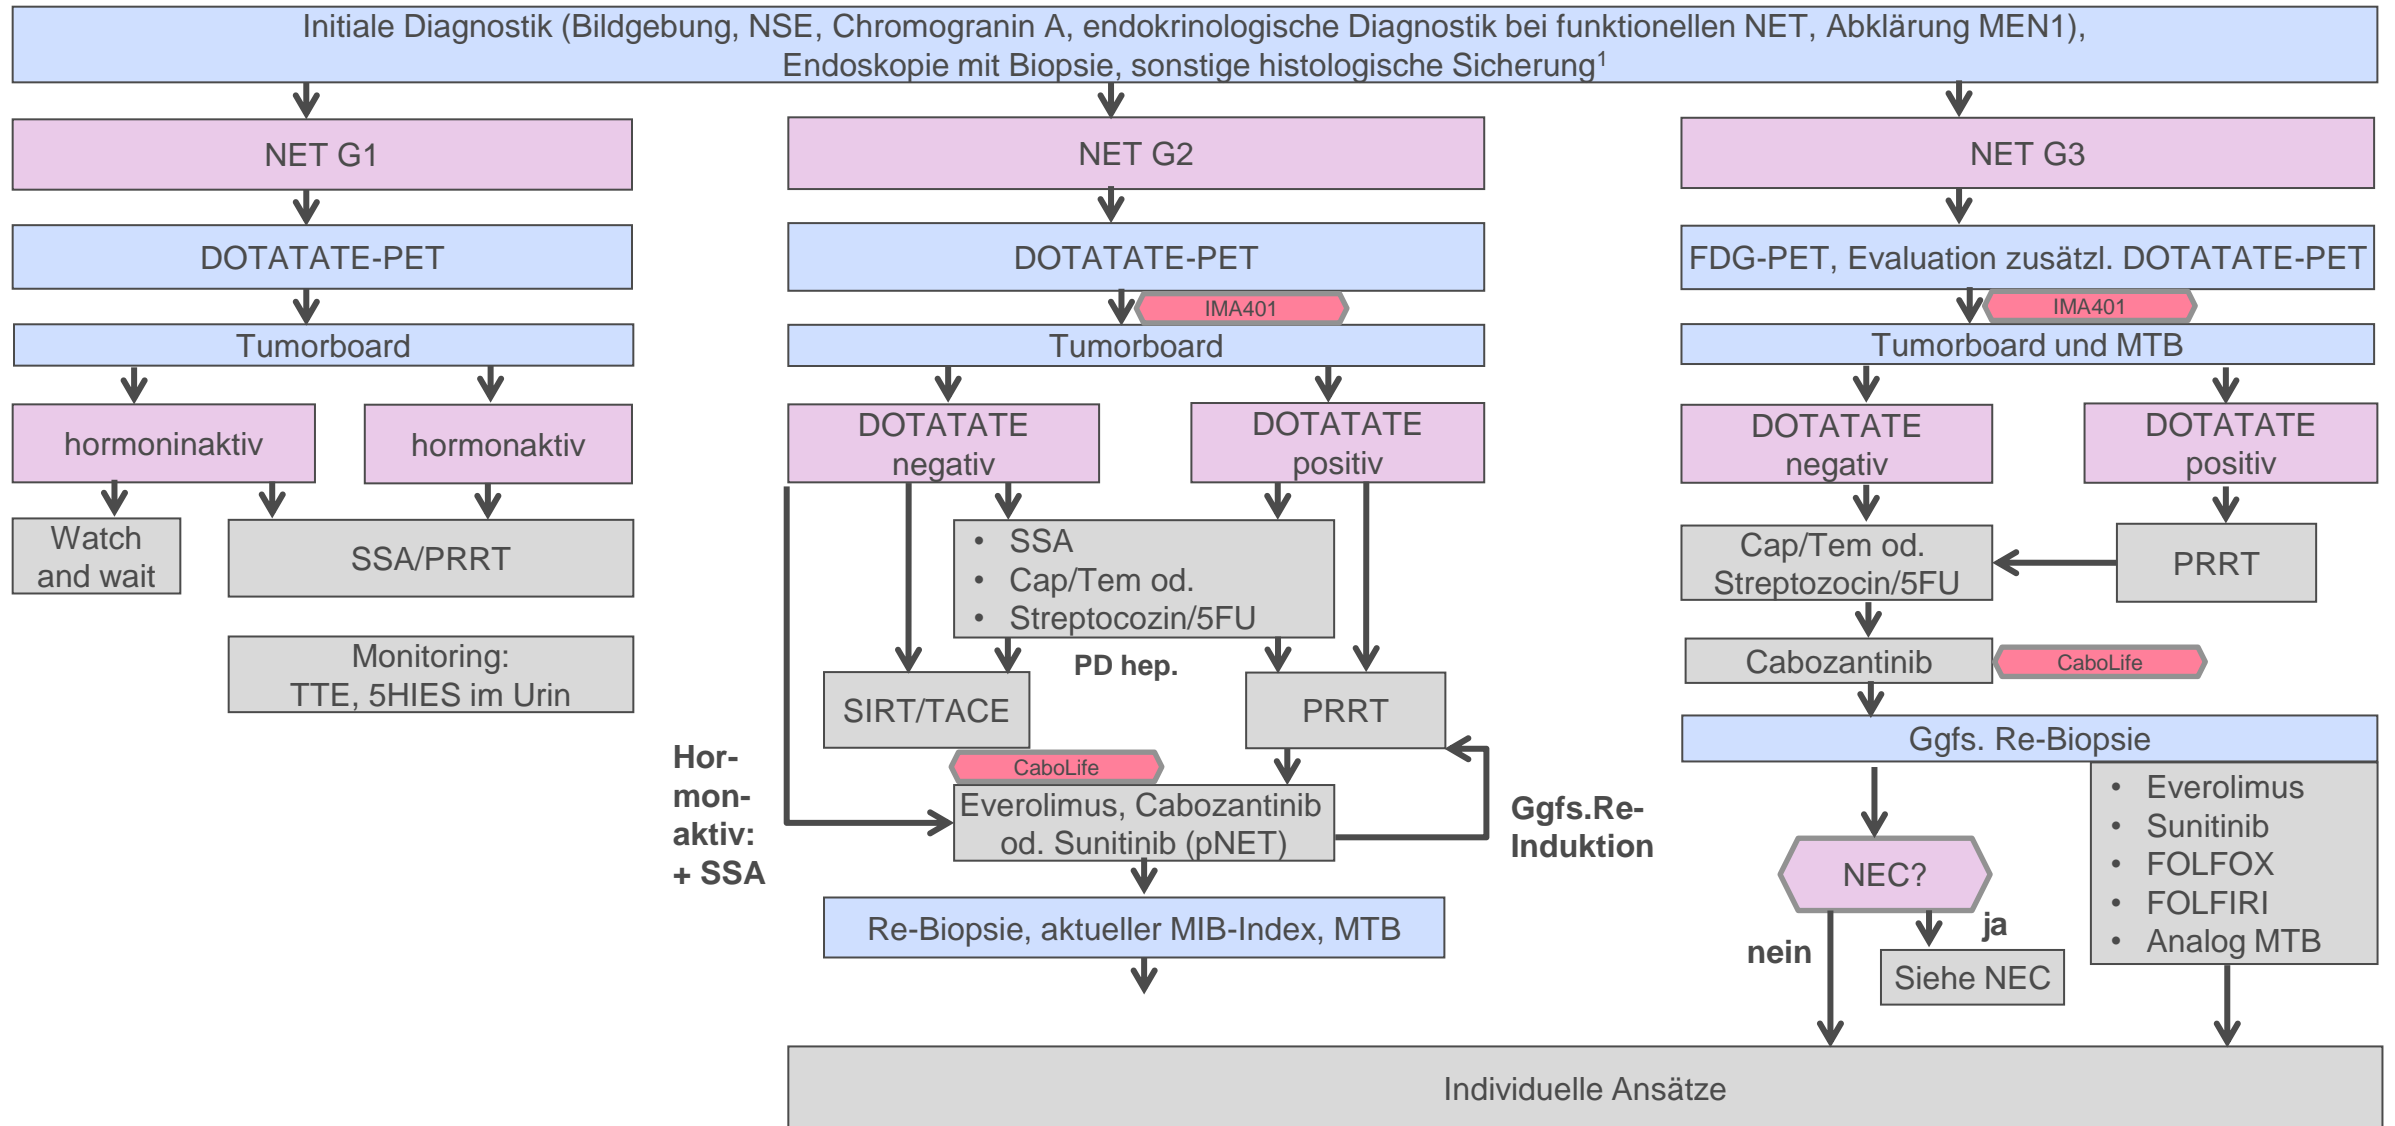 Initiale Diagnostik (Bildgebung, NSE, Chromogranin A, endokrinologische Diagnostik bei funktionellen NET, Abklärung MEN1),
Endoskopie mit Biopsie, sonstige histologische Sicherung¹
NET G1
DOTATATE-PET
Tumorboard
hormoninaktiv
hormonaktiv
Watch
and wait
SSA/PRRT
Monitoring:
TTE, 5HIES im Urin
NET G2
DOTATATE-PET
IMA401
Tumorboard
DOTATATE
negativ
DOTATATE
positiv
• SSA
• Cap/Tem od.
• Streptocozin/5FU
PD hep.
SIRT/TACE
PRRT
Hor-
mon-
aktiv:
+ SSA
CaboLife
Everolimus, Cabozantinib
od. Sunitinib (pNET)
Ggfs.Re-
Induktion
Re-Biopsie, aktueller MIB-Index, MTB
NET G3
FDG-PET, Evaluation zusätzl. DOTATATE-PET
IMA401
Tumorboard und MTB
DOTATATE
negativ
DOTATATE
positiv
Cap/Tem od.
Streptozocin/5FU
PRRT
Cabozantinib
CaboLife
Ggfs. Re-Biopsie
NEC?
nein
ja
Siehe NEC
• Everolimus
• Sunitinib
• FOLFOX
• FOLFIRI
• Analog MTB
Individuelle Ansätze